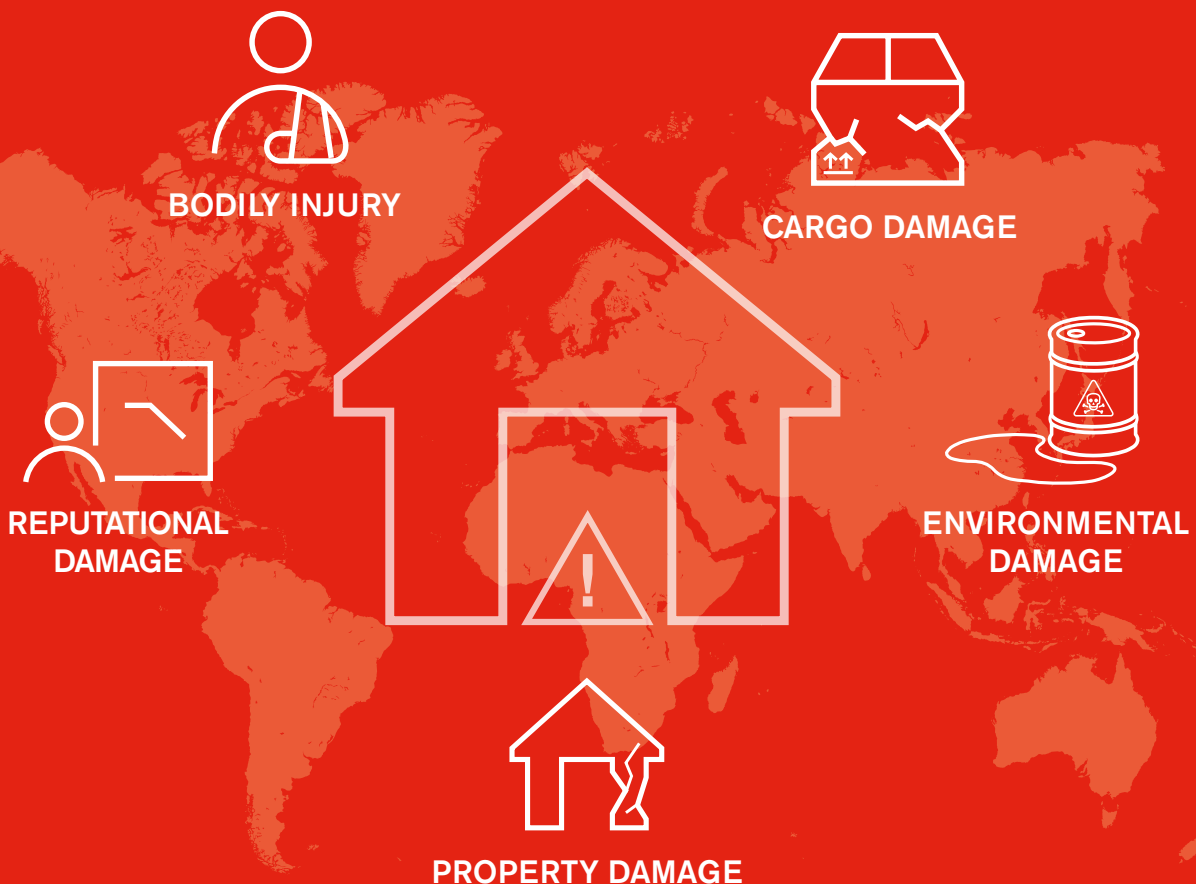 BODILY INJURY
CARGO DAMAGE
REPUTATIONAL
DAMAGE
ENVIRONMENTAL
DAMAGE
!
PROPERTY DAMAGE